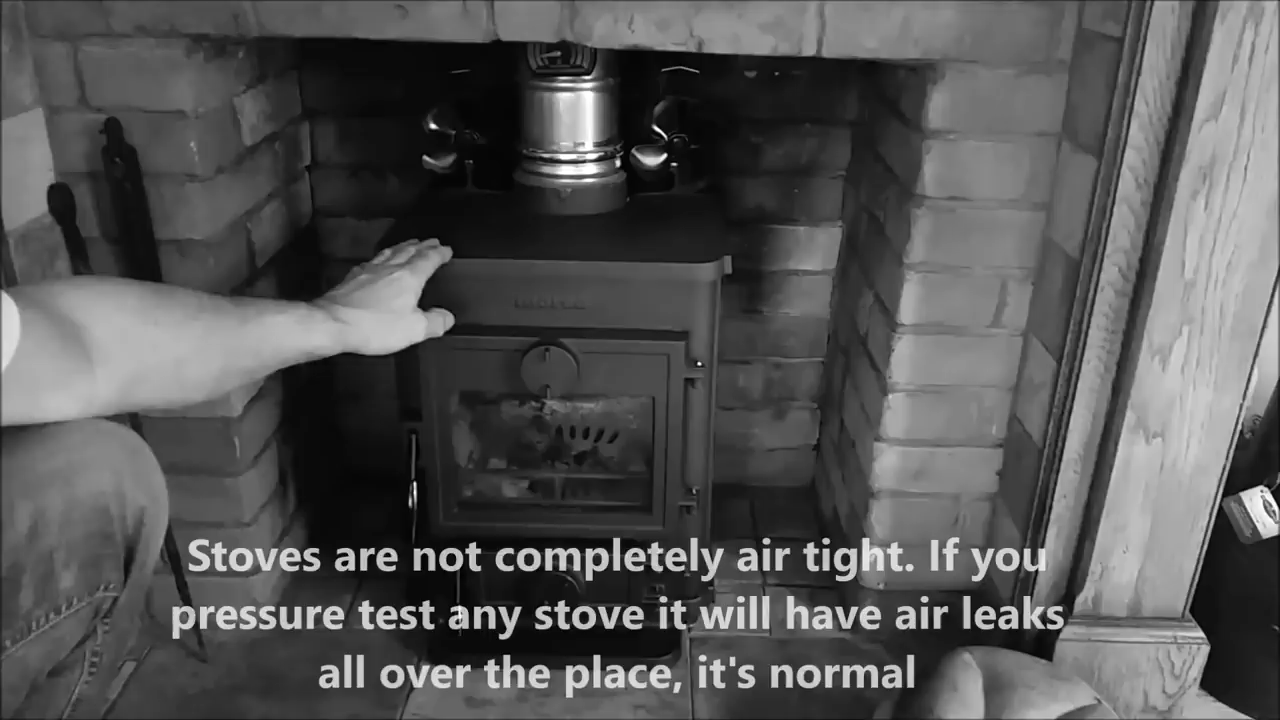 Stoves are not completely air tight. If you
pressure test any stove it will have air leaks
all over the place, it's normal